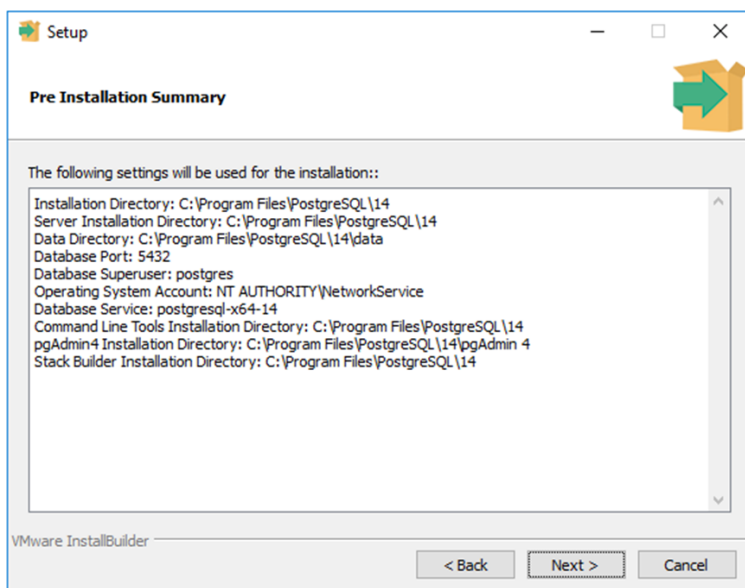 Setup
Pre Installation Summary
The following settings will be used for the installation::
Installation Directory: C:\Program Files\PostgreSQL\14
Server Installation Directory: C:\Program Files\PostgreSQL\14
Data Directory: C:\Program Files\PostgreSQL\14\data
Database Port: 5432
Database Superuser: postgres
Operating System Account: NT AUTHORITY\NetworkService
Database Service: postgresql-x64-14
Command Line Tools Installation Directory: C:\Program Files\PostgreSQL\14
pgAdmin4 Installation Directory: C:\Program Files\PostgreSQL\14\pgAdmin 4
Stack Builder Installation Directory: C:\Program Files\PostgreSQL\14
VMware InstallBuilder
< Back Next > Cancel